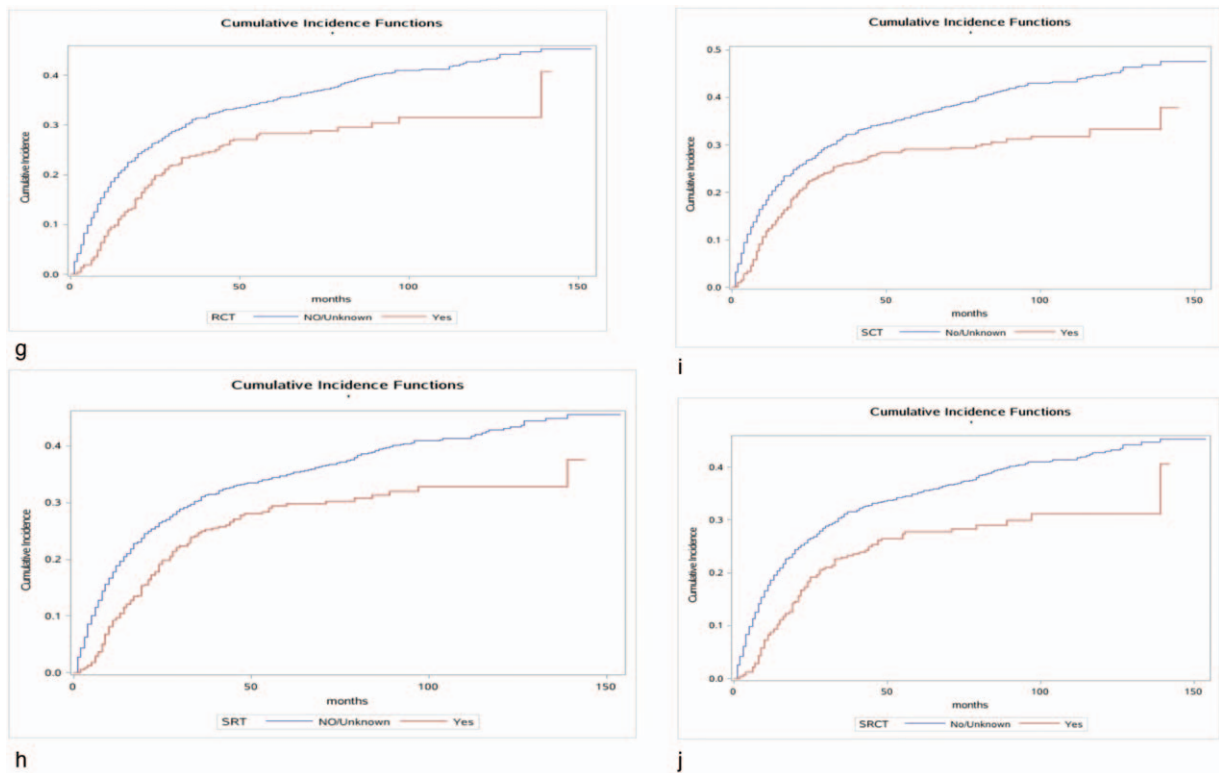 Cumulative Incidence Functions
Cumulative Incidence
0.4
0.3
0.2
0.1
0.0
0 50 100 150
months
RCT NO/Unknown Yes
g
Cumulative Incidence Functions
Cumulative Incidence
0.5
0.4
0.3
0.2
0.1
0.0
0 50 100 150
months
SCT No/Unknown Yes
i
Cumulative Incidence Functions
Cumulative Incidence
0.4
0.3
0.2
0.1
0.0
0 50 100 150
months
SRT NO/Unknown Yes
h
Cumulative Incidence Functions
Cumulative Incidence
0.4
0.3
0.2
0.1
0.0
0 50 100 150
months
SRCT No/Unknown Yes
j